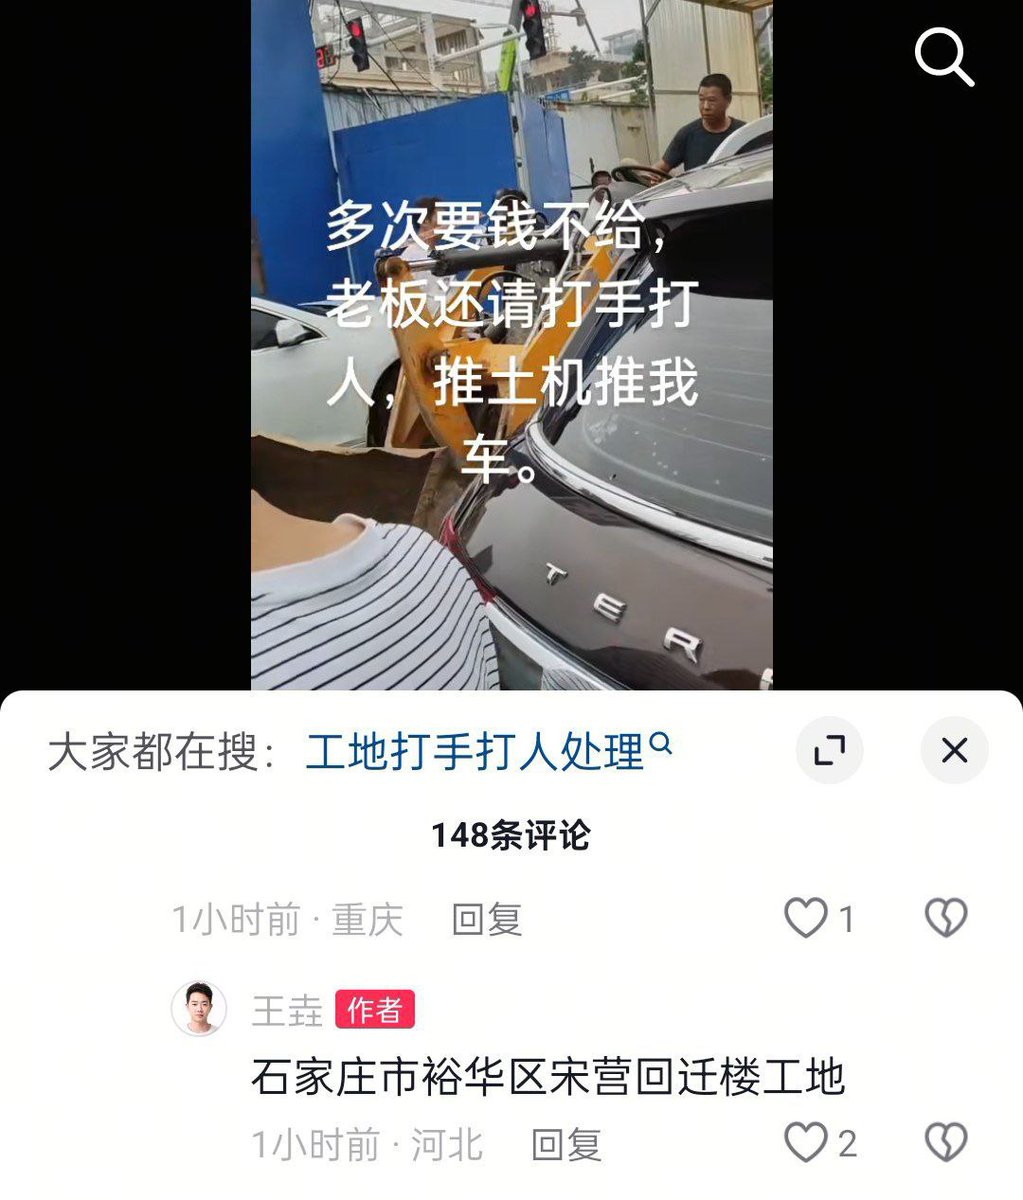 多次要钱不给，
老板还请打手打
人，推土机推我
车。
T E R
大家都在搜：工地打手打人处理
148条评论
1小时前 · 重庆 回复 1
王垚 作者
石家庄市裕华区宋营回迁楼工地
1小时前 · 河北 回复 2